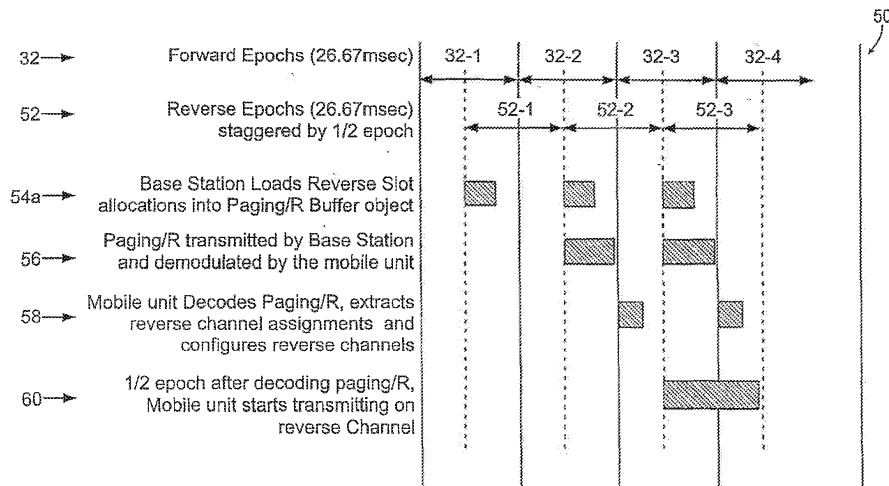 50
32 Forward Epochs (26.67msec) 32-1 32-2 32-3 32-4
52 Reverse Epochs (26.67msec) 52-1 52-2 52-3
staggered by 1/2 epoch
54a Base Station Loads Reverse Slot
allocations into Paging/R Buffer object
56 Paging/R transmitted by Base Station
and demodulated by the mobile unit
58 Mobile unit Decodes Paging/R, extracts
reverse channel assignments and
configures reverse channels
60 1/2 epoch after decoding paging/R,
Mobile unit starts transmitting on
reverse Channel